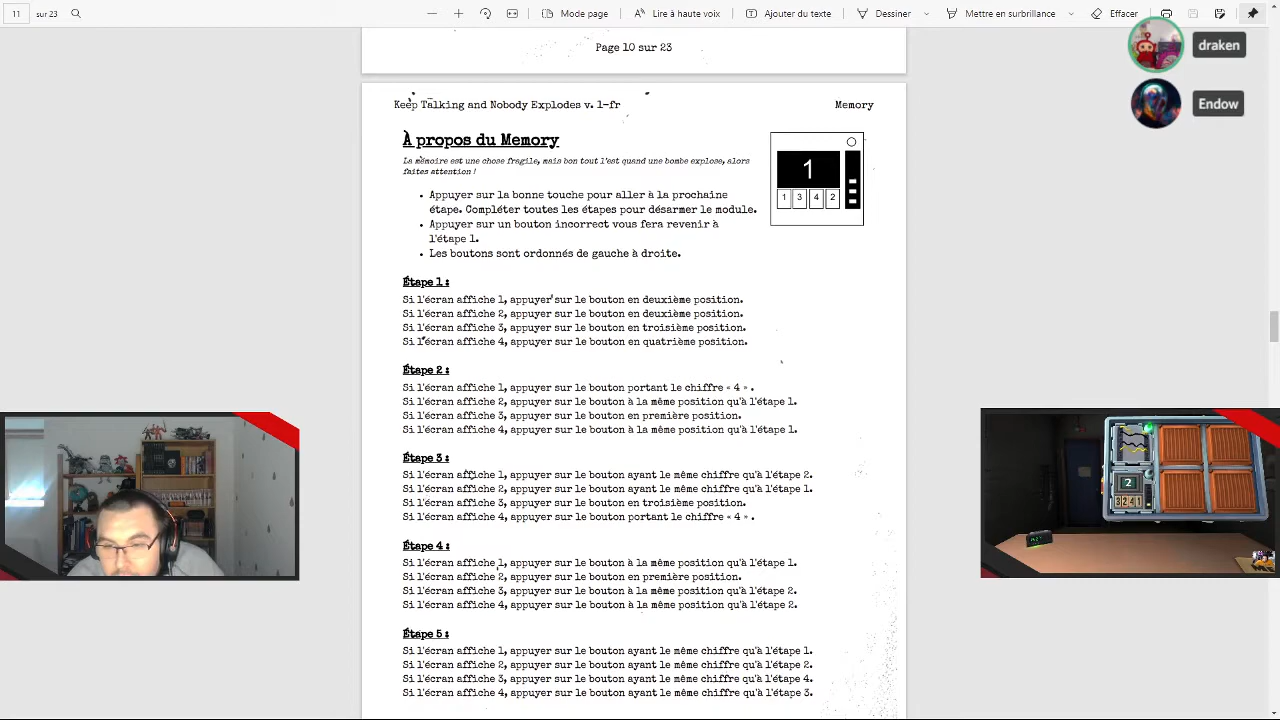 11 sur 23
Mode page
Lire à haute voix
Ajouter du texte
Dessiner
Mettre en surbrillance
Effacer
draken
Endow
Page 10 sur 23
Keep Talking and Nobody Explodes v. 1-fr
Memory
À propos du Memory
La mémoire est une chose fragile, mais bon tout l'est quand une bombe explose, alors
faites attention !
1
1 3 4 2
• Appuyer sur la bonne touche pour aller à la prochaine
étape. Compléter toutes les étapes pour désarmer le module.
• Appuyer sur un bouton incorrect vous fera revenir à
l'étape 1.
• Les boutons sont ordonnés de gauche à droite.
Étape 1 :
Si l'écran affiche 1, appuyer sur le bouton en deuxième position.
Si l'écran affiche 2, appuyer sur le bouton en deuxième position.
Si l'écran affiche 3, appuyer sur le bouton en troisième position.
Si l'écran affiche 4, appuyer sur le bouton en quatrième position.
Étape 2 :
Si l'écran affiche 1, appuyer sur le bouton portant le chiffre « 4 » .
Si l'écran affiche 2, appuyer sur le bouton à la même position qu'à l'étape 1.
Si l'écran affiche 3, appuyer sur le bouton en première position.
Si l'écran affiche 4, appuyer sur le bouton à la même position qu'à l'étape 1.
Étape 3 :
Si l'écran affiche 1, appuyer sur le bouton ayant le même chiffre qu'à l'étape 2.
Si l'écran affiche 2, appuyer sur le bouton ayant le même chiffre qu'à l'étape 1.
Si l'écran affiche 3, appuyer sur le bouton en troisième position.
Si l'écran affiche 4, appuyer sur le bouton portant le chiffre « 4 » .
Étape 4 :
Si l'écran affiche 1, appuyer sur le bouton à la même position qu'à l'étape 1.
Si l'écran affiche 2, appuyer sur le bouton en première position.
Si l'écran affiche 3, appuyer sur le bouton à la même position qu'à l'étape 2.
Si l'écran affiche 4, appuyer sur le bouton à la même position qu'à l'étape 2.
Étape 5 :
Si l'écran affiche 1, appuyer sur le bouton ayant le même chiffre qu'à l'étape 1.
Si l'écran affiche 2, appuyer sur le bouton ayant le même chiffre qu'à l'étape 2.
Si l'écran affiche 3, appuyer sur le bouton ayant le même chiffre qu'à l'étape 4.
Si l'écran affiche 4, appuyer sur le bouton ayant le même chiffre qu'à l'étape 3.
2
3241